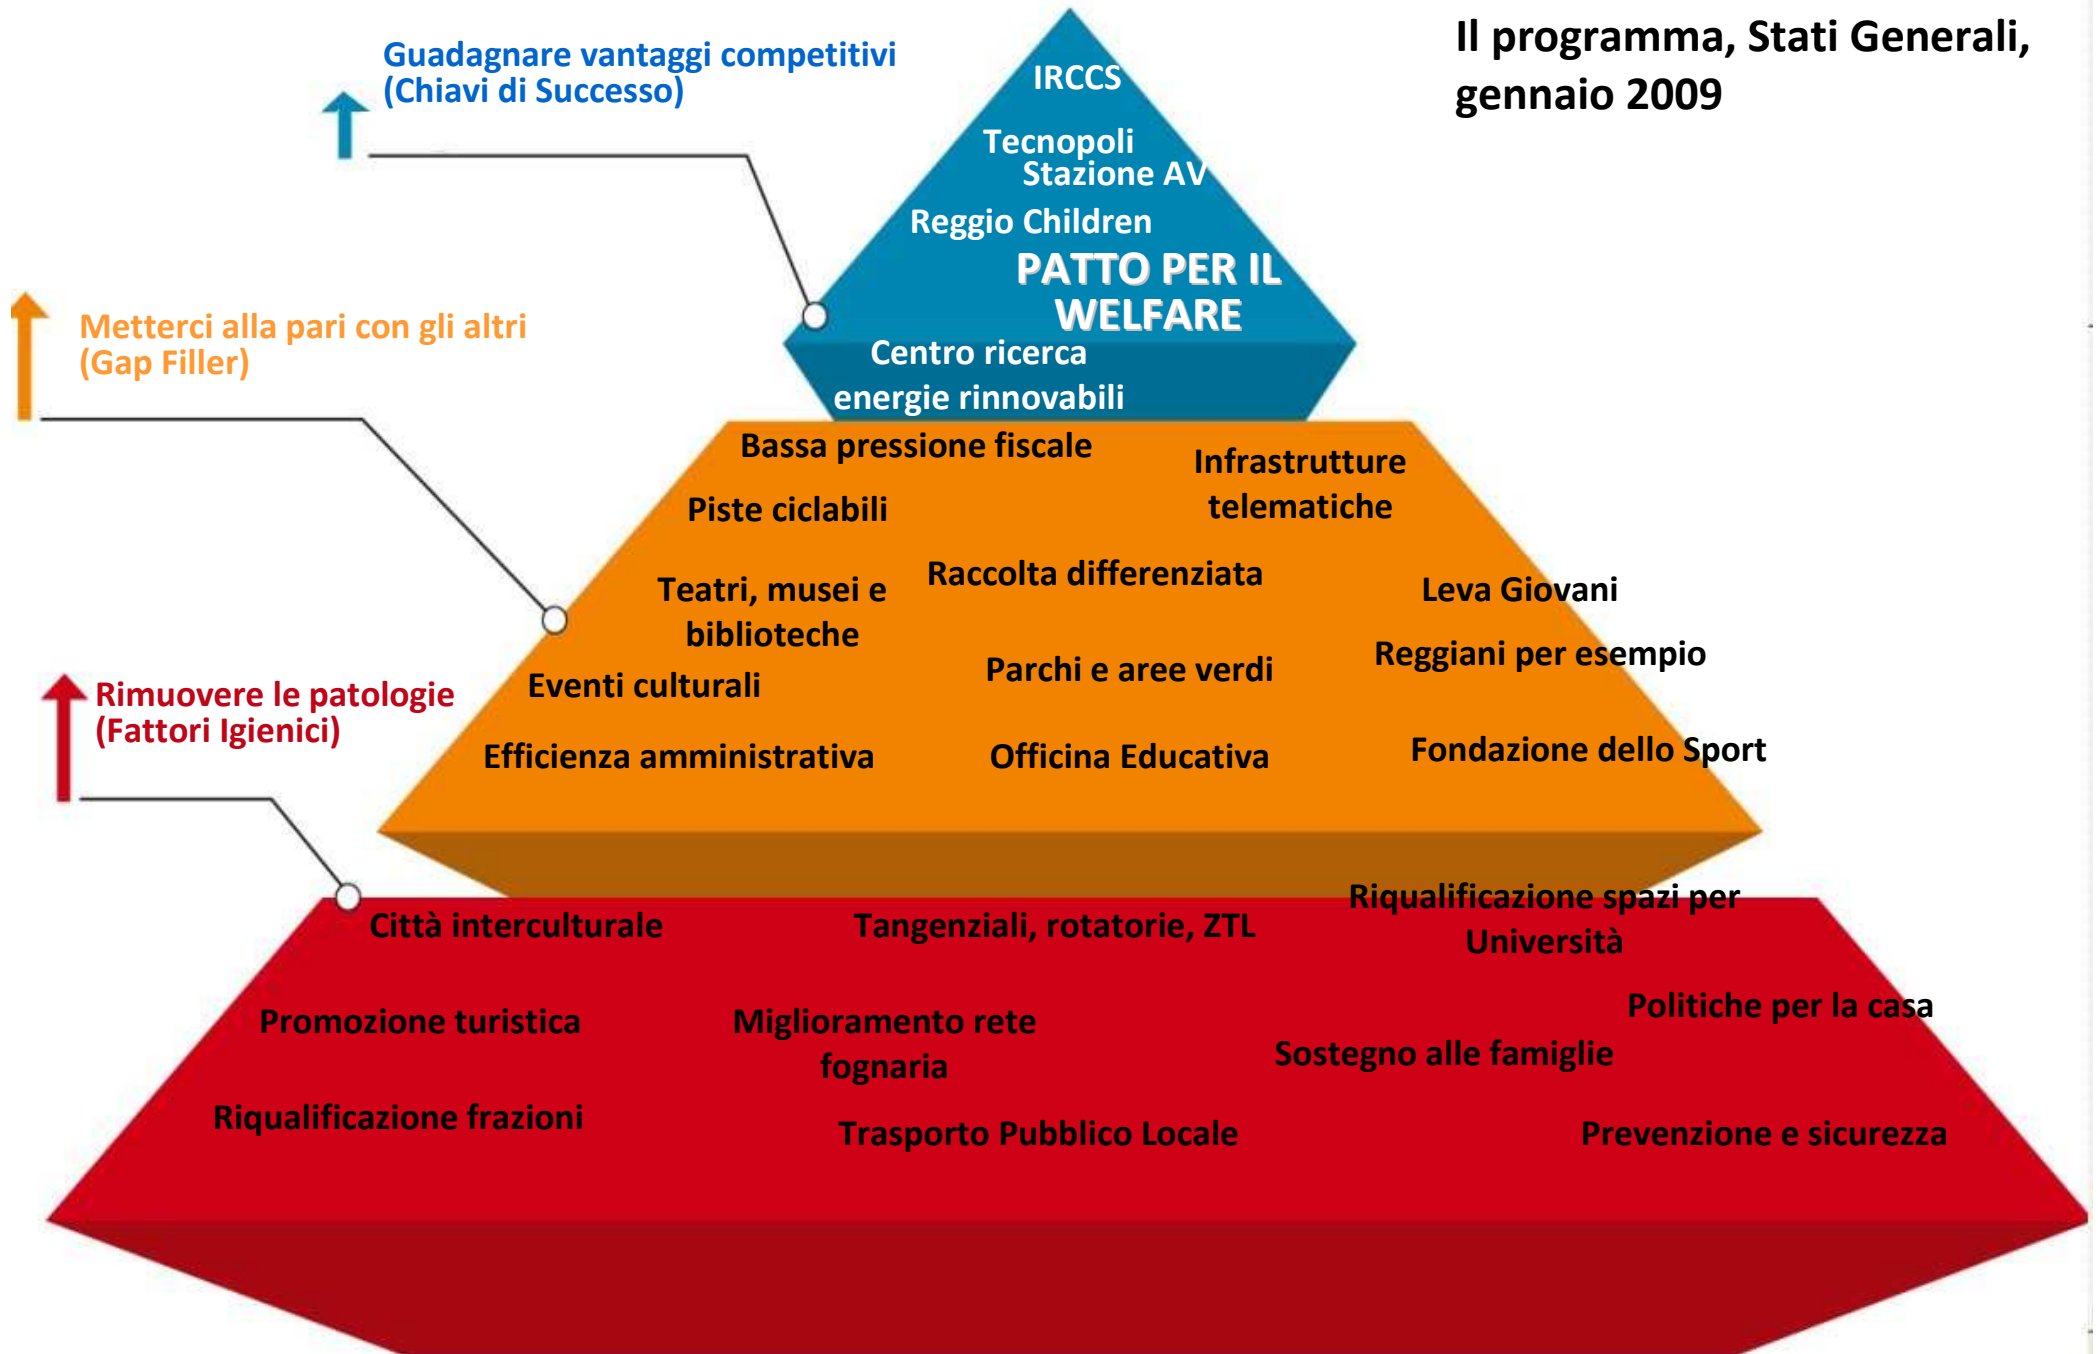 Il programma, Stati Generali,
gennaio 2009
Guadagnare vantaggi competitivi
(Chiavi di Successo)
IRCCS
Tecnopoli
Stazione AV
Reggio Children
PATTO PER IL
WELFARE
Centro ricerca
energie rinnovabili
Metterci alla pari con gli altri
(Gap Filler)
Bassa pressione fiscale
Infrastrutture
telematiche
Piste ciclabili
Raccolta differenziata
Teatri, musei e
biblioteche
Leva Giovani
Reggiani per esempio
Parchi e aree verdi
Eventi culturali
Efficienza amministrativa
Officina Educativa
Fondazione dello Sport
Rimuovere le patologie
(Fattori Igienici)
Città interculturale
Tangenziali, rotatorie, ZTL
Riqualificazione spazi per
Università
Promozione turistica
Miglioramento rete
fognaria
Politiche per la casa
Sostegno alle famiglie
Riqualificazione frazioni
Trasporto Pubblico Locale
Prevenzione e sicurezza